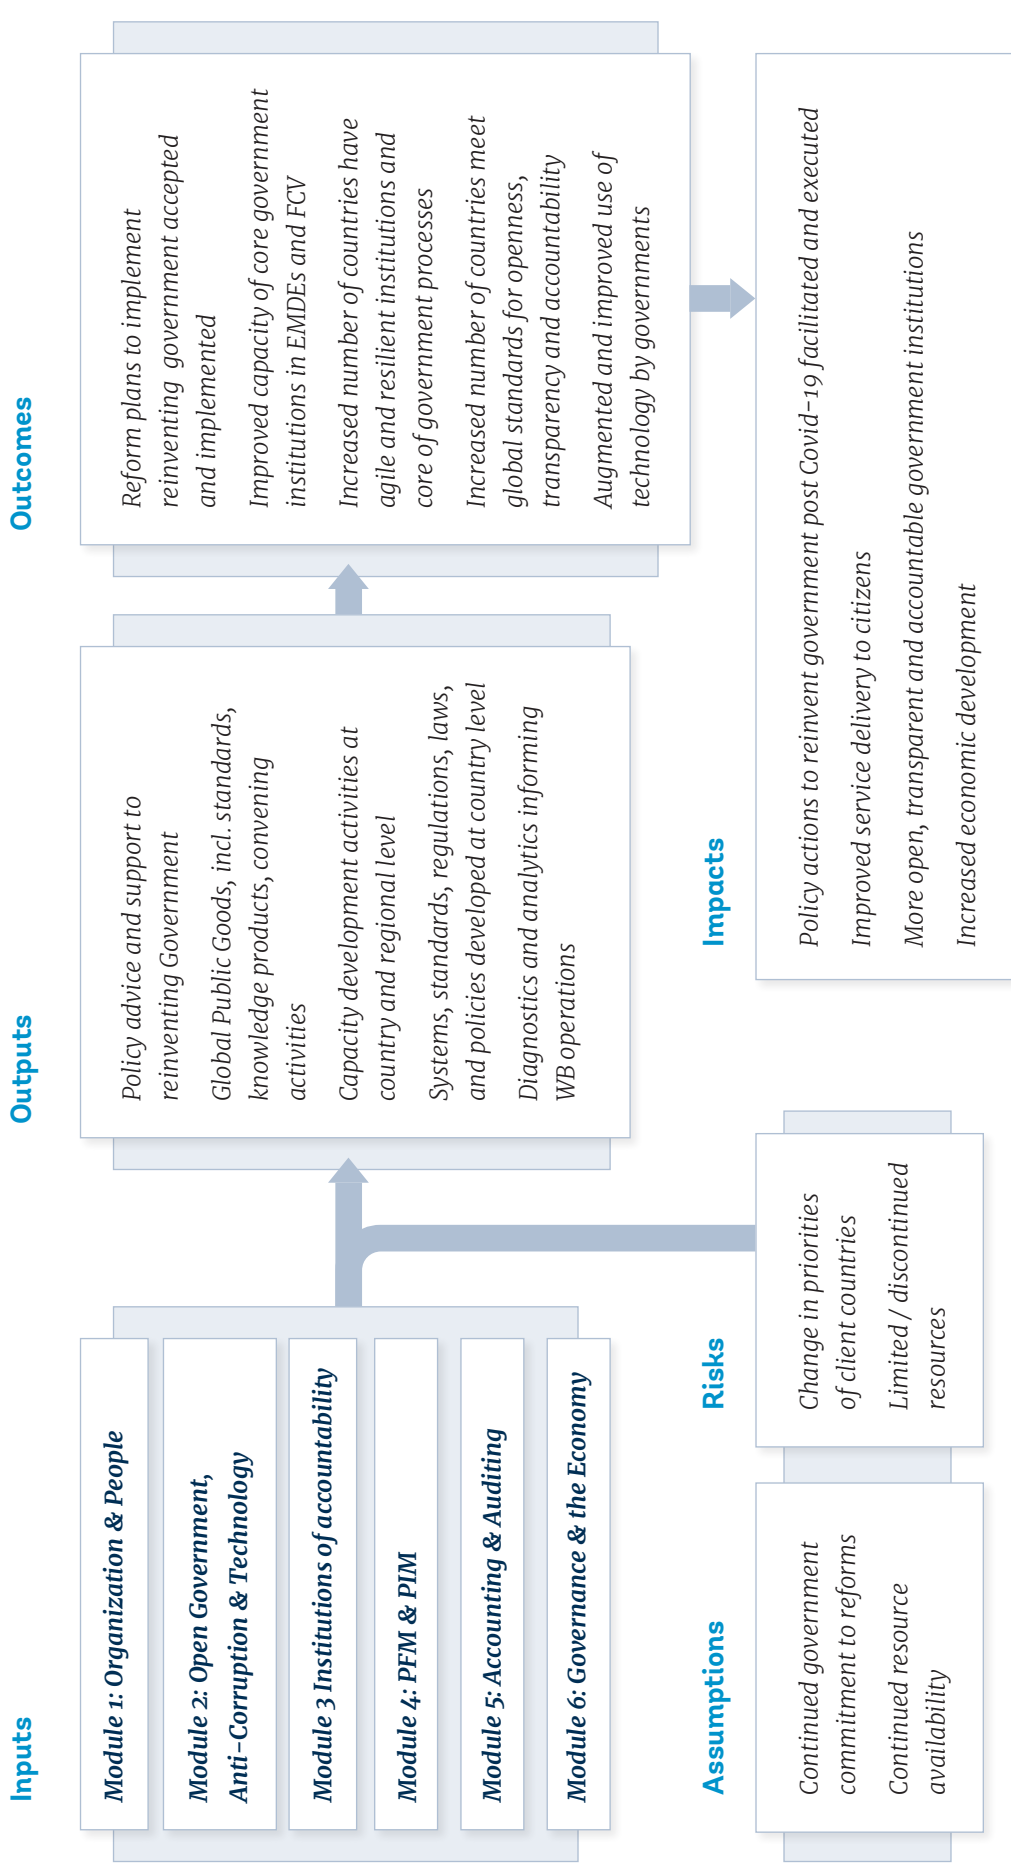 Inputs
Module 1: Organization & People
Module 2: Open Government,
Anti-Corruption & Technology
Module 3 Institutions of accountability
Module 4: PFM & PIM
Module 5: Accounting & Auditing
Module 6: Governance & the Economy
Outputs
Policy advice and support to
reinventing Government
Global Public Goods, incl. standards,
knowledge products, convening
activities
Capacity development activities at
country and regional level
Systems, standards, regulations, laws,
and policies developed at country level
Diagnostics and analytics informing
WB operations
Outcomes
Reform plans to implement
reinventing government accepted
and implemented
Improved capacity of core government
institutions in EMDEs and FCV
Increased number of countries have
agile and resilient institutions and
core of government processes
Increased number of countries meet
global standards for openness,
transparency and accountability
Augmented and improved use of
technology by governments
Assumptions
Continued government
commitment to reforms
Continued resource
availability
Risks
Change in priorities
of client countries
Limited / discontinued
resources
Impacts
Policy actions to reinvent government post Covid-19 facilitated and executed
Improved service delivery to citizens
More open, transparent and accountable government institutions
Increased economic development